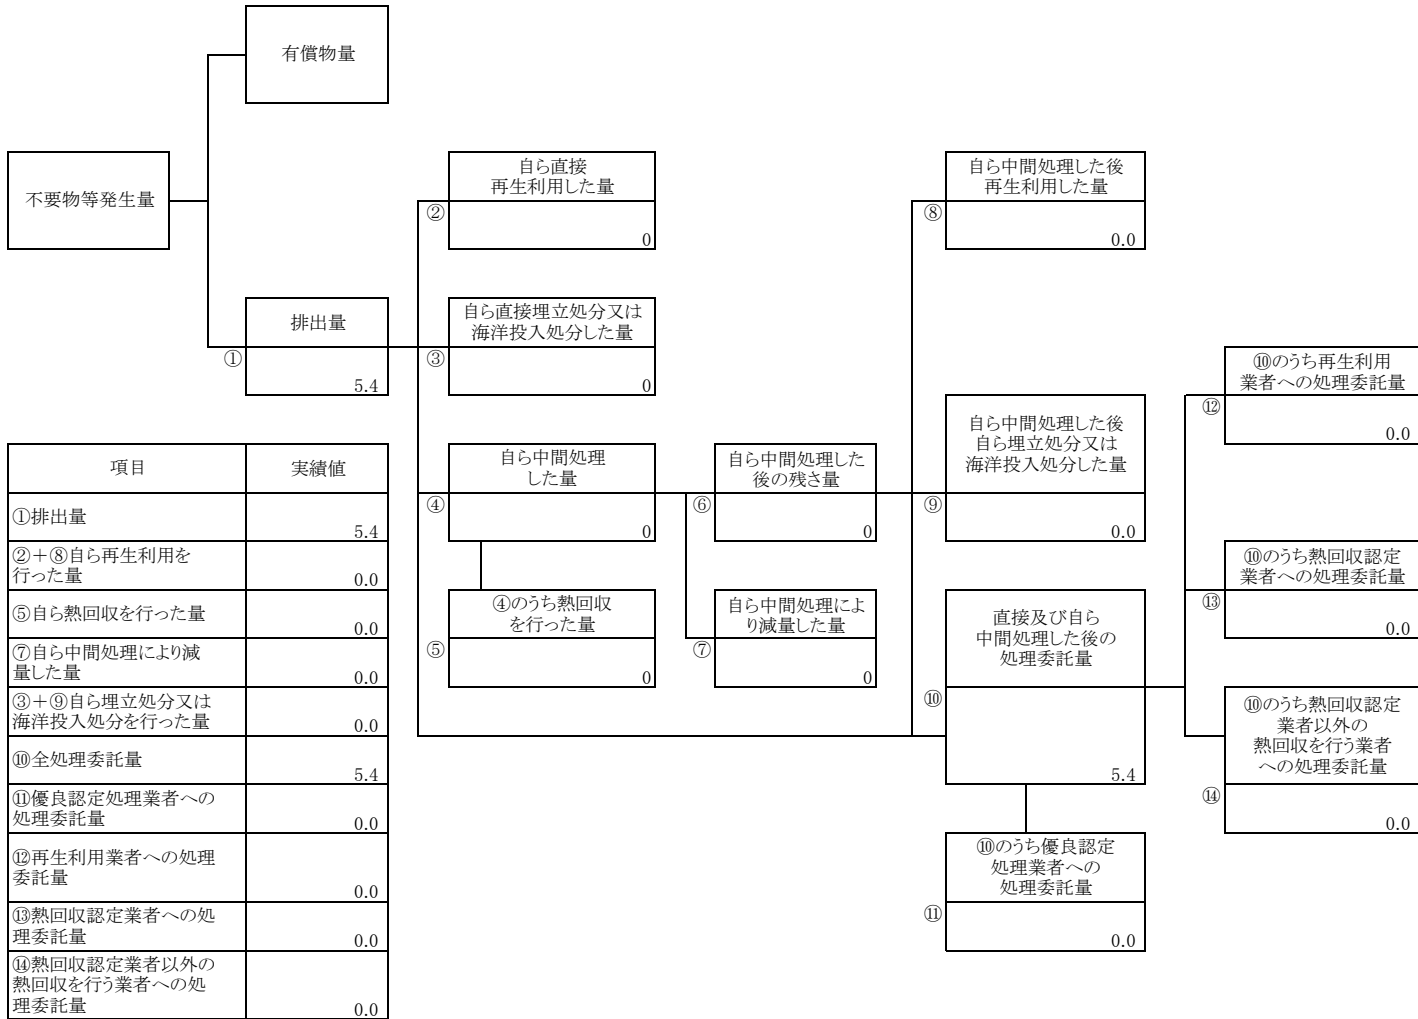 有償物量
不要物等発生量
自ら直接
再生利用した量
②
0
自ら中間処理した後
再生利用した量
⑧
0.0
排出量
①
5.4
自ら直接埋立処分又は
海洋投入処分した量
③
0
自ら中間処理した後
自ら埋立処分又は
海洋投入処分した量
⑨
0.0
⑩のうち再生利用
業者への処理委託量
⑫
0.0
自ら中間処理
した量
④
0
自ら中間処理した
後の残さ量
⑥
0
④のうち熱回収
を行った量
⑤
0
自ら中間処理によ
り減量した量
⑦
0
直接及び自ら
中間処理した後の
処理委託量
⑩
5.4
⑩のうち熱回収認定
業者への処理委託量
⑬
0.0
⑩のうち熱回収認定
業者以外の
熱回収を行う業者
への処理委託量
⑭
0.0
⑩のうち優良認定
処理業者への
処理委託量
⑪
0.0
項目 実績値
①排出量
5.4
②+⑧自ら再生利用を
行った量
0.0
⑤自ら熱回収を行った量
0.0
⑦自ら中間処理により減
量した量
0.0
③+⑨自ら埋立処分又は
海洋投入処分を行った量
0.0
⑩全処理委託量
5.4
⑪優良認定処理業者への
処理委託量
0.0
⑫再生利用業者への処理
委託量
0.0
⑬熱回収認定業者への処
理委託量
0.0
⑭熱回収認定業者以外の
熱回収を行う業者への処
理委託量
0.0